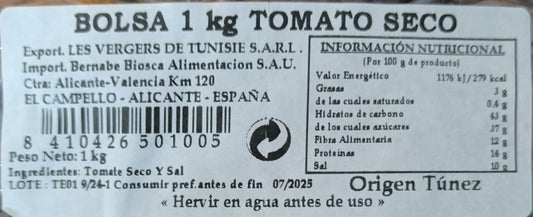 BOLSA 1 kg TOMATO SECO
Export. LES VERGERS DE TUNISIE S.A.R.L.
Import. Bernabe Biosca Alimentacion S.A.U.
Ctra: Alicante-Valencia Km 120
EL CAMPELLO - ALICANTE - ESPAÑA
8 410426 501005
Peso Neto: 1 kg
Ingredientes: Tomate Seco Y Sal
LOTE : TE01 9/24-1 Consumir pref. antes de fin 07/2025
INFORMACIÓN NUTRICIONAL
(Por 100 g de producto)
Valor Energético 1176 kJ/279 kcal
Grasas 3 g
de las cuales saturados 0,4 g
Hidratos de carbono 43 g
de los cuales azúcares 37 g
Fibra Alimentaria 12 g
Proteinas 14 g
Sal 10 g
Origen Túnez
« Hervir en agua antes de uso »